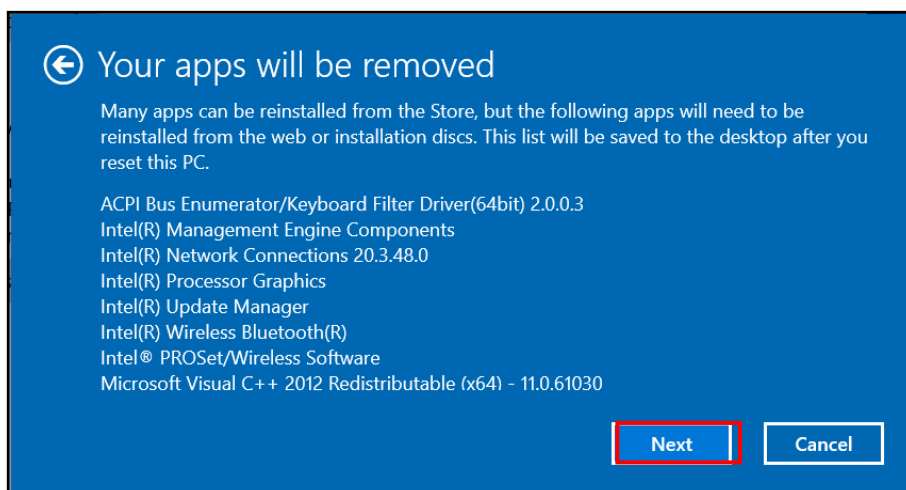 Your apps will be removed
Many apps can be reinstalled from the Store, but the following apps will need to be
reinstalled from the web or installation discs. This list will be saved to the desktop after you
reset this PC.
ACPI Bus Enumerator/Keyboard Filter Driver(64bit) 2.0.0.3
Intel(R) Management Engine Components
Intel(R) Network Connections 20.3.48.0
Intel(R) Processor Graphics
Intel(R) Update Manager
Intel(R) Wireless Bluetooth(R)
Intel® PROSet/Wireless Software
Microsoft Visual C++ 2012 Redistributable (x64) - 11.0.61030
Next
Cancel